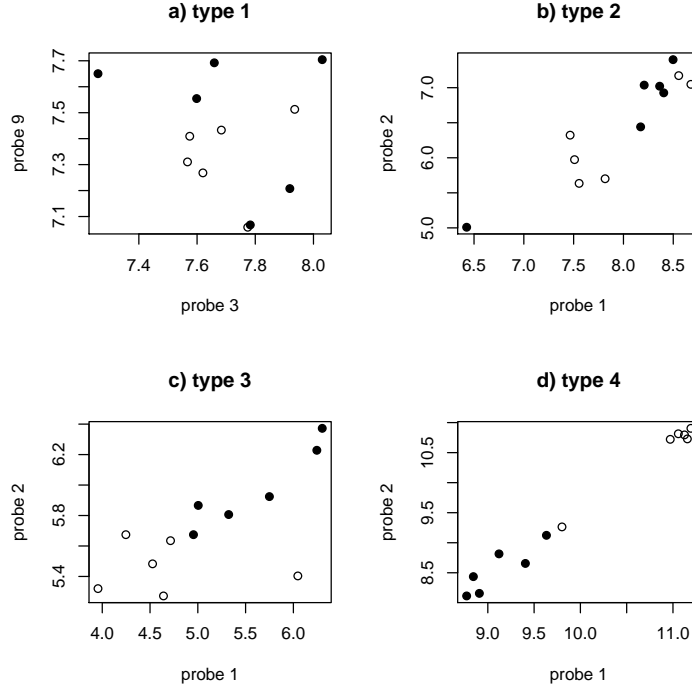 a) type 1
7.7
7.5
7.3
7.1
probe 9
7.4 7.6 7.8 8.0
probe 3
b) type 2
7.0
6.0
5.0
probe 2
6.5 7.0 7.5 8.0 8.5
probe 1
c) type 3
6.2
5.8
5.4
probe 2
4.0 4.5 5.0 5.5 6.0
probe 1
d) type 4
10.5
9.5
8.5
probe 2
9.0 9.5 10.0 11.0
probe 1